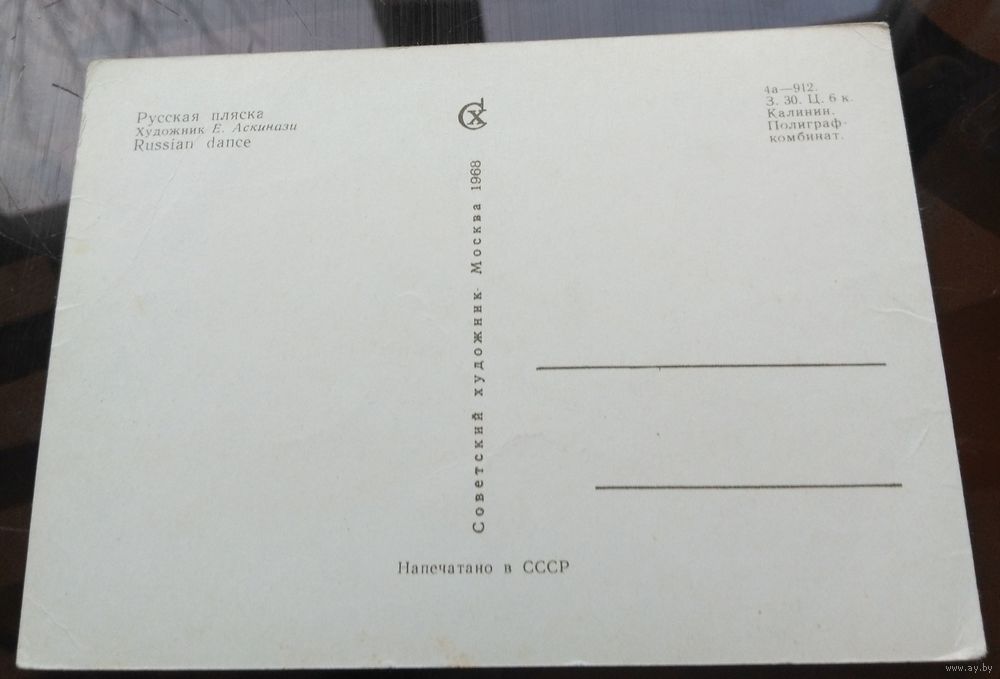 Русская пляска
Художник Е. Аскинази
Russian dance
СХ
4а—912.
З. 30. Ц. 6 к.
Калинин.
Полиграф-
комбинат.
Советский художник. Москва 1968
Напечатано в СССР
www.ay.by